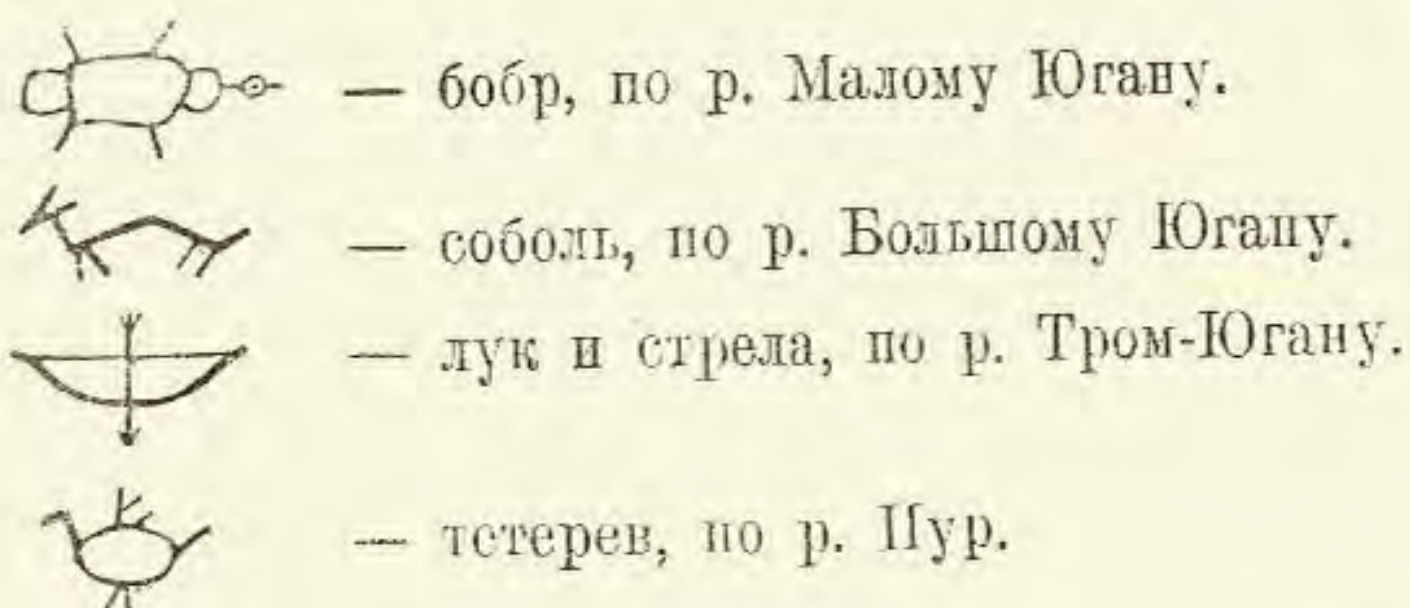 — бобр, по р. Малому Югану.
— соболь, по р. Большому Югану.
— лук и стрела, по р. Тром-Югану.
— тетерев, по р. Пур.